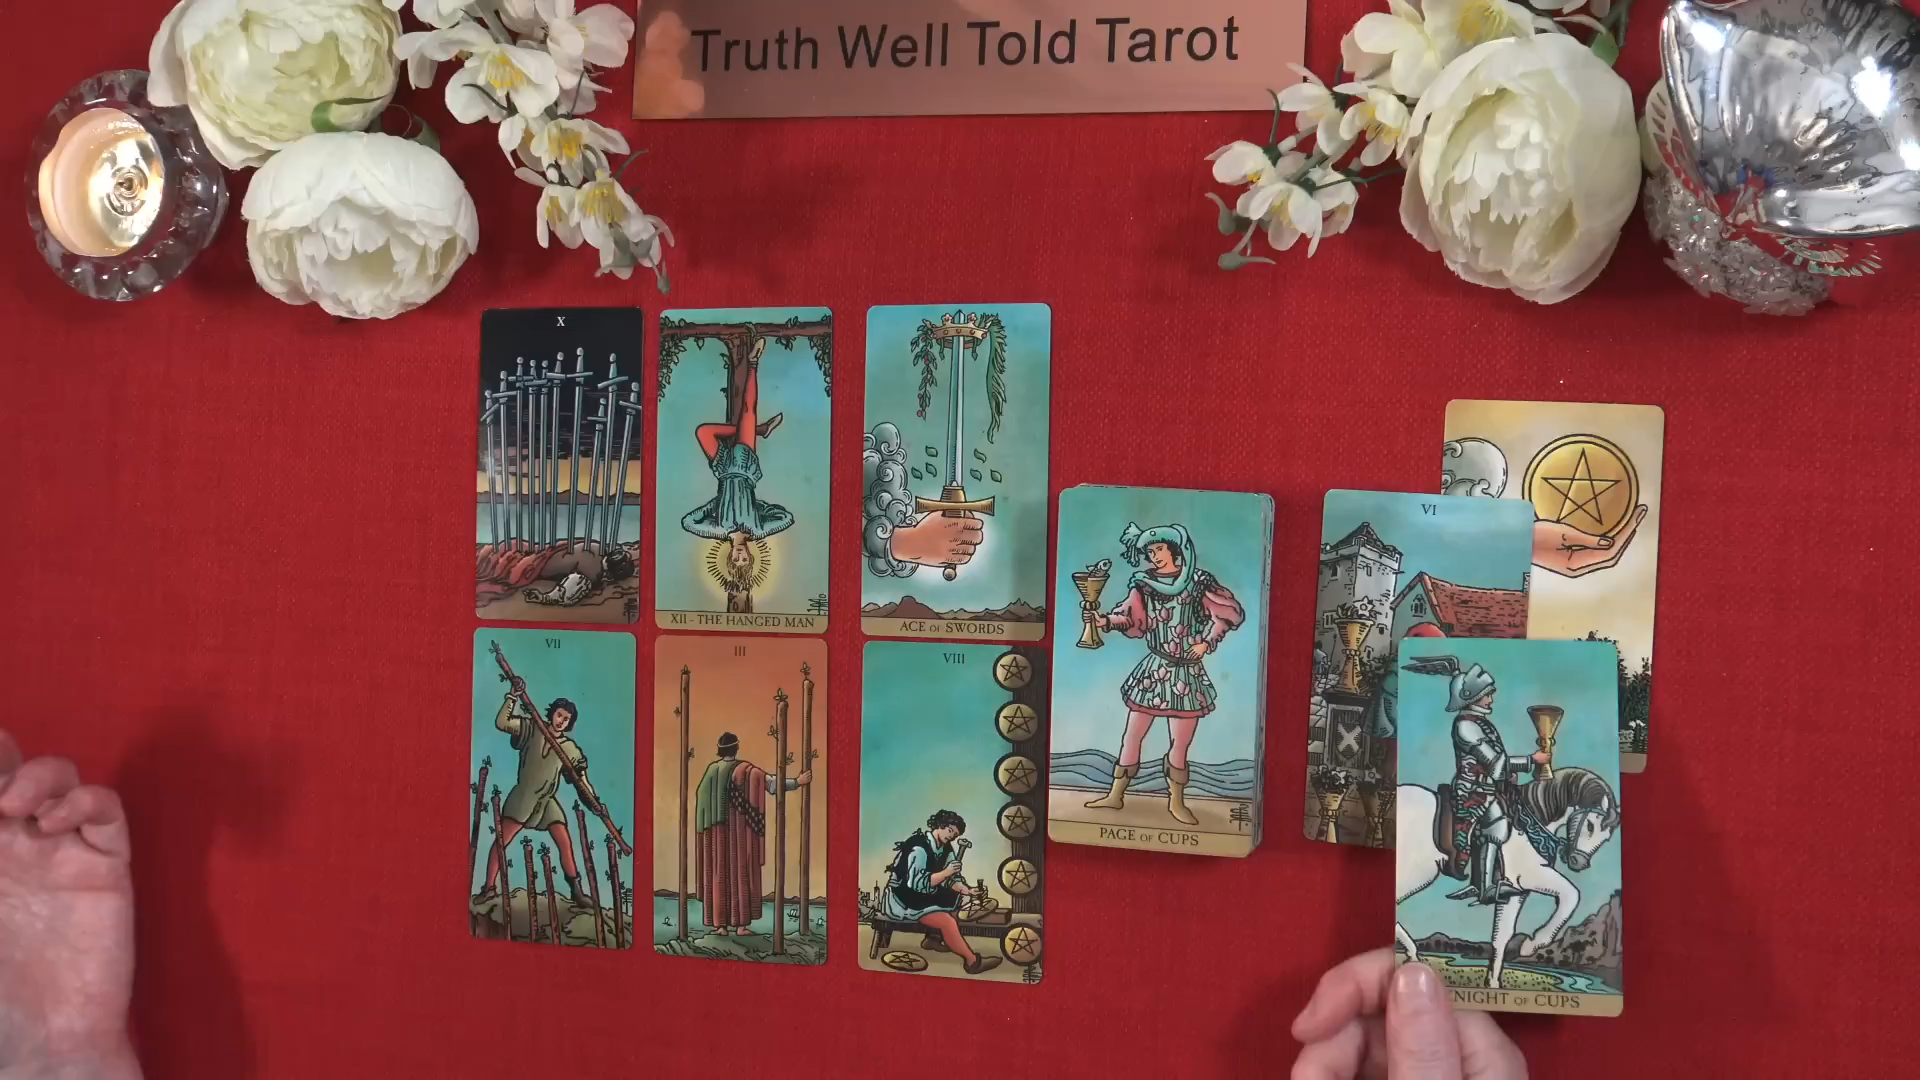 Truth Well Told Tarot
X
XII - THE HANGED MAN
ACE OF SWORDS
VII
III
VIII
PAGE OF CUPS
VI
KNIGHT OF CUPS